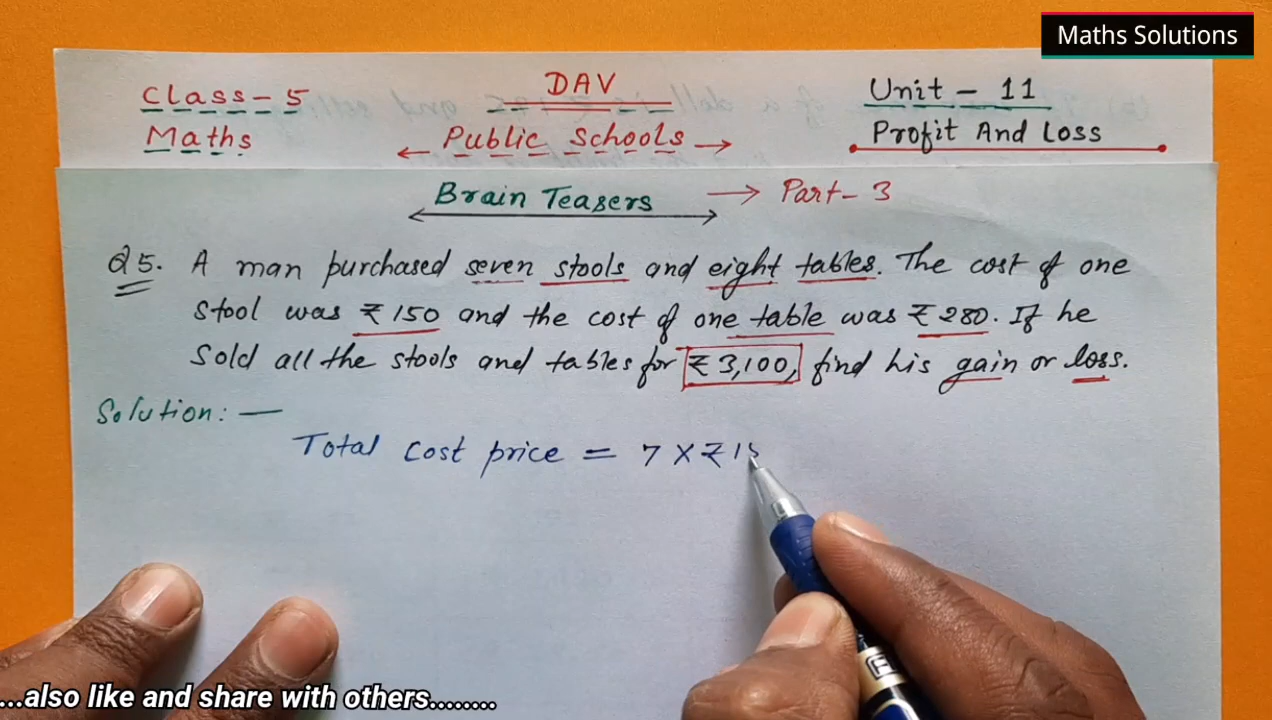 Maths Solutions
Class-5
DAV
Unit - 11
Maths
Public Schools
Profit And Loss
Brain Teasers → Part-3
Q5. A man purchased seven stools and eight tables. The cost of one
stool was ₹150 and the cost of one table was ₹280. If he
sold all the stools and tables for ₹3,100, find his gain or loss.
Solution:—
Total cost price = 7 × ₹15
...also like and share with others........